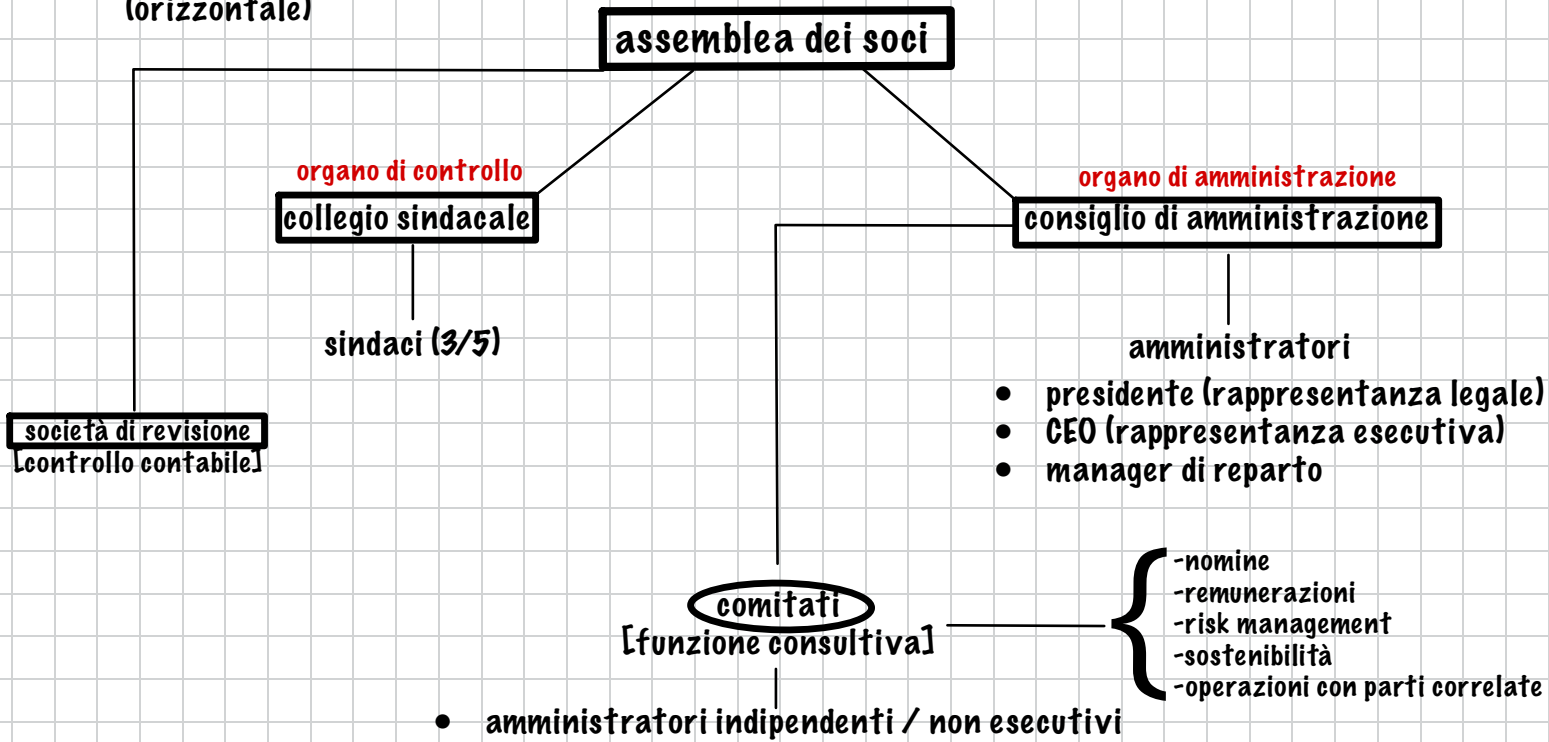 (orizzontale)
assemblea dei soci
organo di controllo
collegio sindacale
sindaci (3/5)
società di revisione
[controllo contabile]
organo di amministrazione
consiglio di amministrazione
amministratori
• presidente (rappresentanza legale)
• CEO (rappresentanza esecutiva)
• manager di reparto
comitati
[funzione consultiva]
-nomine
-remunerazioni
-risk management
-sostenibilità
-operazioni con parti correlate
• amministratori indipendenti / non esecutivi